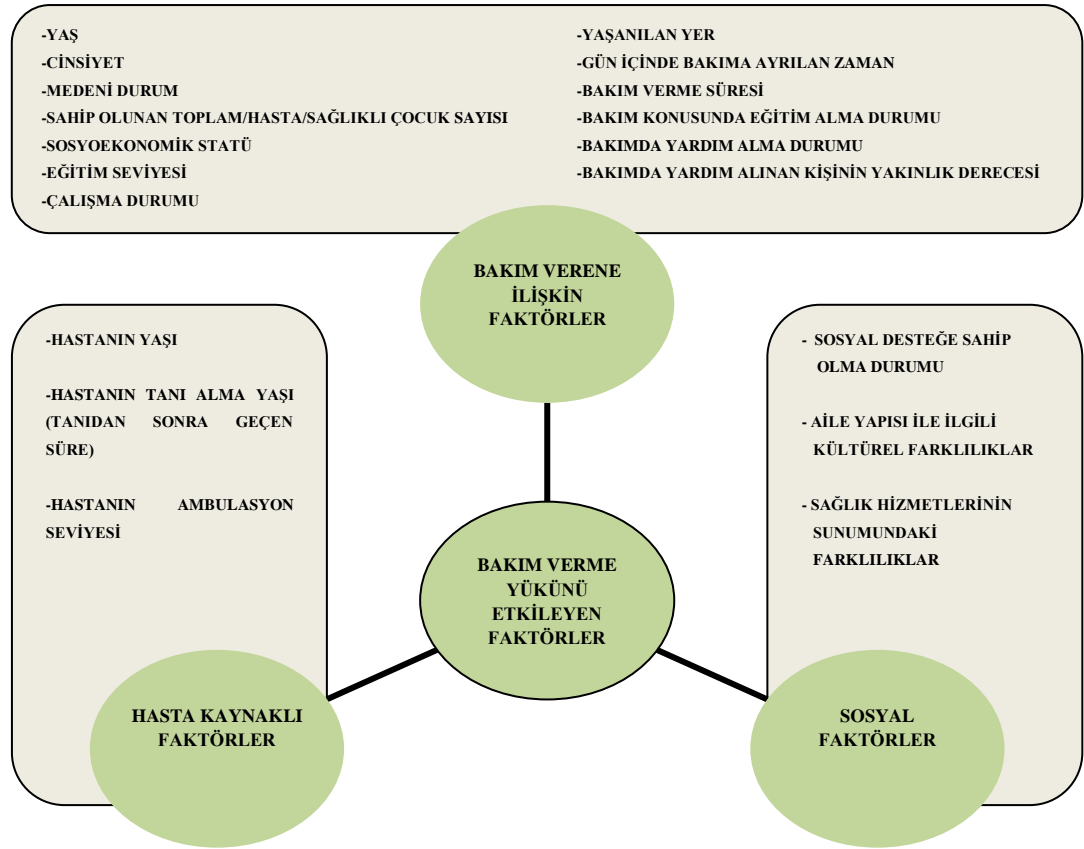 -YAŞ
-CİNSİYET
-MEDENİ DURUM
-SAHİP OLUNAN TOPLAM/HASTA/SAĞLIKLI ÇOCUK SAYISI
-SOSYOEKONOMİK STATÜ
-EĞİTİM SEVİYESİ
-ÇALIŞMA DURUMU
-YAŞANILAN YER
-GÜN İÇİNDE BAKIMA AYRILAN ZAMAN
-BAKIM VERME SÜRESİ
-BAKIM KONUSUNDA EĞİTİM ALMA DURUMU
-BAKIMDA YARDIM ALMA DURUMU
-BAKIMDA YARDIM ALINAN KİŞİNİN YAKINLIK DERECESİ
BAKIM VERENE
İLİŞKİN
FAKTÖRLER
-HASTANIN YAŞI
-HASTANIN TANI ALMA YAŞI
(TANIDAN SONRA GEÇEN
SÜRE)
-HASTANIN AMBULASYON
SEVİYESİ
- SOSYAL DESTEĞE SAHİP
OLMA DURUMU
- AİLE YAPISI İLE İLGİLİ
KÜLTÜREL FARKLILIKLAR
- SAĞLIK HİZMETLERİNİN
SUNUMUNDAKİ
FARKLILIKLAR
BAKIM VERME
YÜKÜNÜ
ETKİLEYEN
FAKTÖRLER
HASTA KAYNAKLI
FAKTÖRLER
SOSYAL
FAKTÖRLER